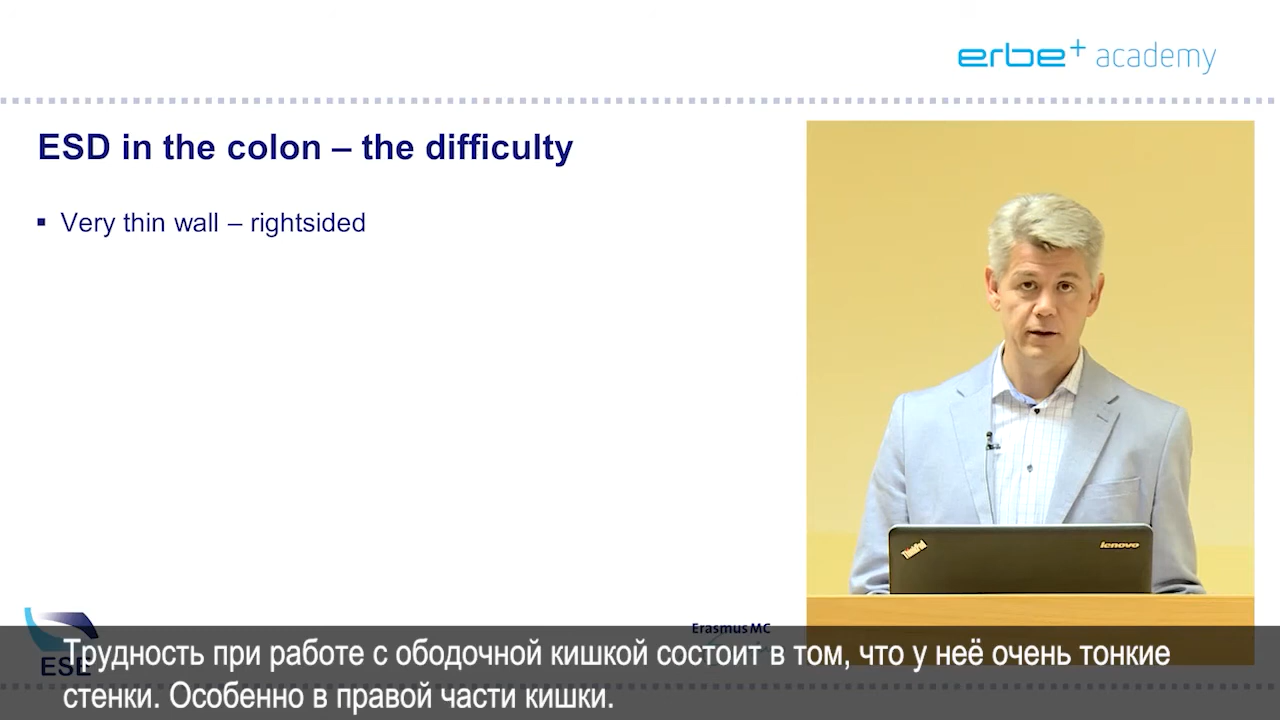 erbe+ academy
ESD in the colon – the difficulty
▪ Very thin wall – rightsided
ThinkPad
lenovo
Erasmus MC
Трудность при работе с ободочной кишкой состоит в том, что у неё очень тонкие
стенки. Особенно в правой части кишки.